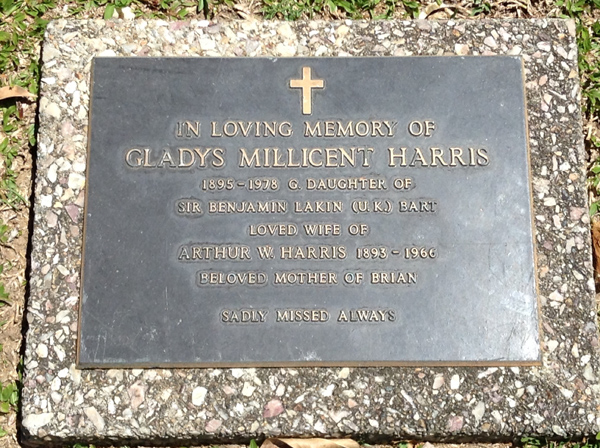 IN LOVING MEMORY OF
GLADYS MILLICENT HARRIS
1895-1978 G. DAUGHTER OF
SIR BENJAMIN LAKIN (U.K.) BART
LOVED WIFE OF
ARTHUR W. HARRIS 1893-1966
BELOVED MOTHER OF BRIAN
SADLY MISSED ALWAYS